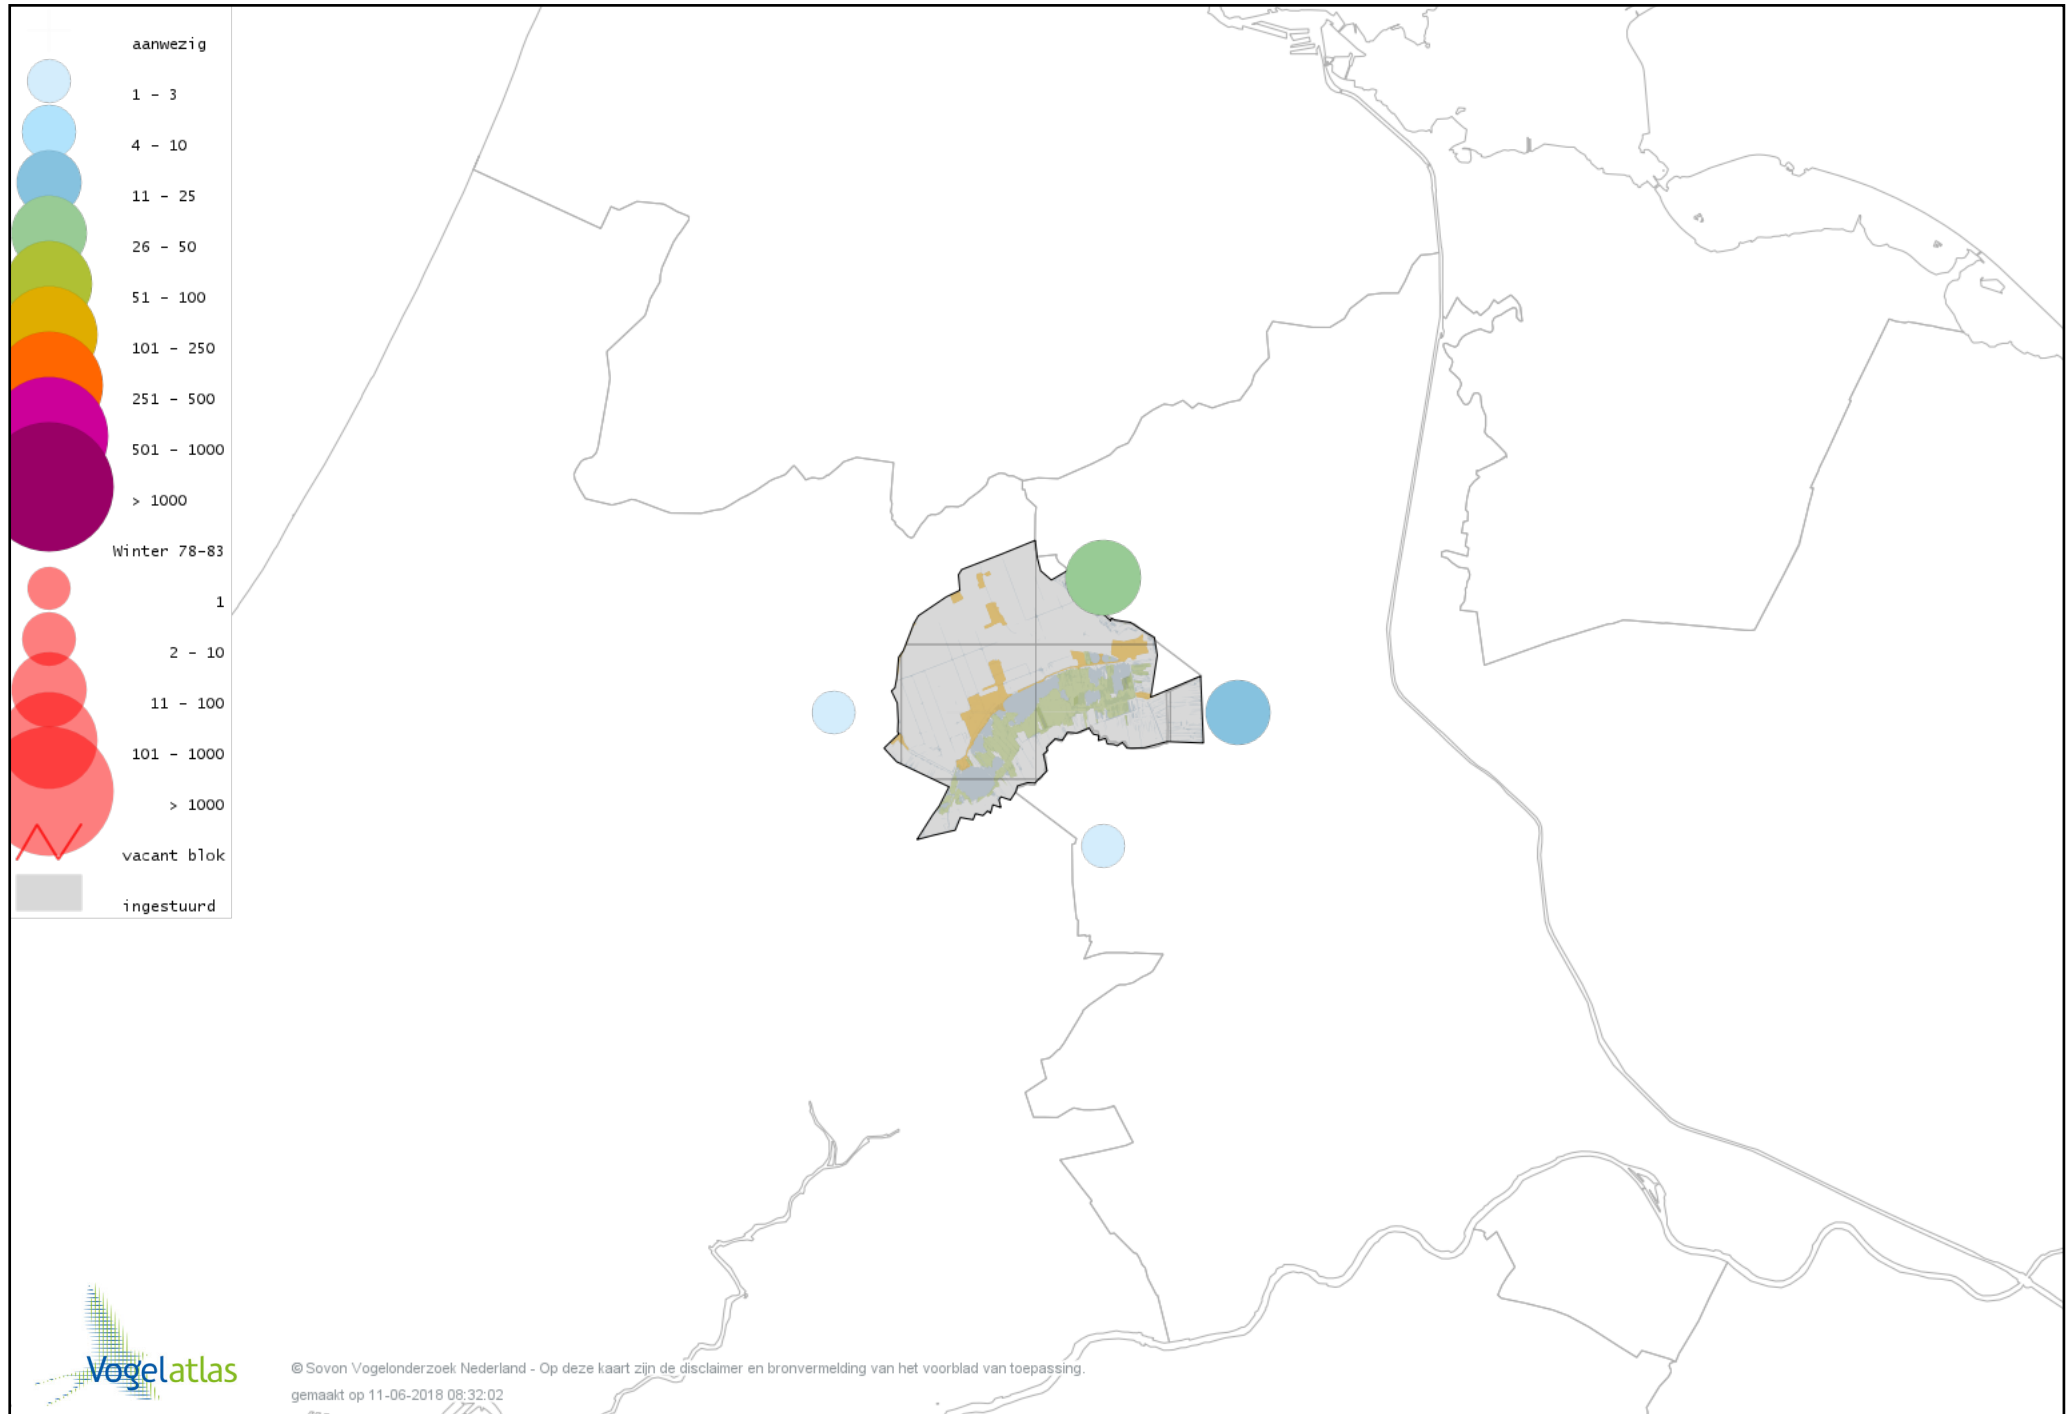 aanwezig
1 - 3
4 - 10
11 - 25
26 - 50
51 - 100
101 - 250
251 - 500
501 - 1000
> 1000
Winter 78-83
1
2 - 10
11 - 100
101 - 1000
> 1000
vacant blok
ingestuurd
Vogelatlas
© Sovon Vogelonderzoek Nederland - Op deze kaart zijn de disclaimer en bronvermelding van het voorblad van toepassing.
gemaakt op 11-06-2018 08:32:02